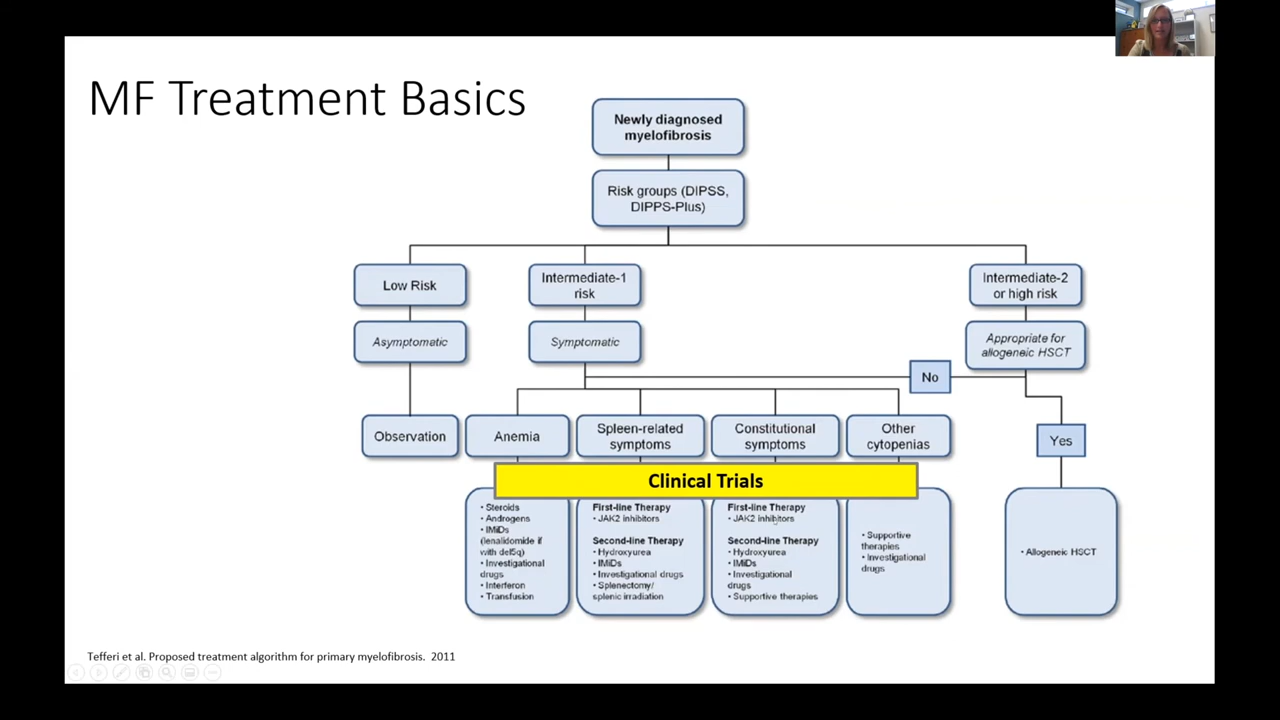 MF Treatment Basics
Newly diagnosed
myelofibrosis
Risk groups (DIPSS,
DIPPS-Plus)
Low Risk
Intermediate-1
risk
Intermediate-2
or high risk
Asymptomatic
Symptomatic
Appropriate for
allogeneic HSCT
No
Observation
Anemia
Spleen-related
symptoms
Constitutional
symptoms
Other
cytopenias
Yes
Clinical Trials
• Steroids
• Androgens
• IMiDs
(lenalidomide if
with del5q)
• Investigational
drugs
• Interferon
• Transfusion
First-line Therapy
• JAK2 inhibitors
Second-line Therapy
• Hydroxyurea
• IMiDs
• Investigational drugs
• Splenectomy/
splenic irradiation
First-line Therapy
• JAK2 inhibitors
Second-line Therapy
• Hydroxyurea
• IMiDs
• Investigational
drugs
• Supportive therapies
• Supportive
therapies
• Investigational
drugs
• Allogeneic HSCT
Tefferi et al. Proposed treatment algorithm for primary myelofibrosis. 2011